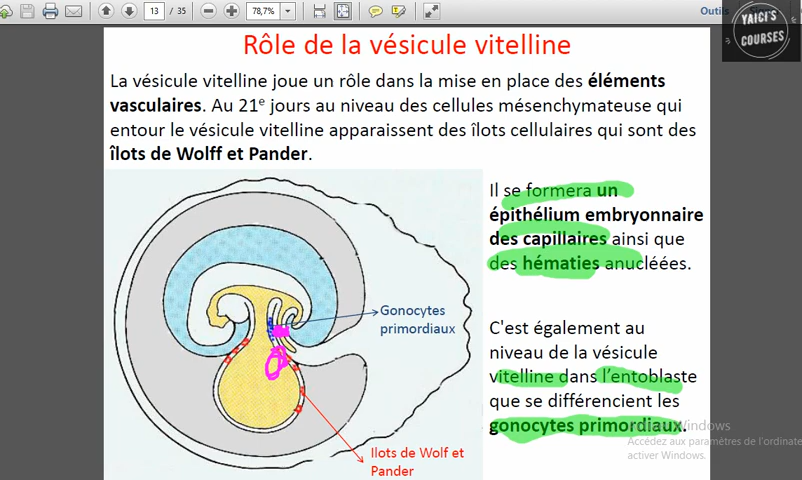 13 / 35 78,7% Outils
YAICI'S
COURSES
Rôle de la vésicule vitelline
La vésicule vitelline joue un rôle dans la mise en place des éléments
vasculaires. Au 21e jours au niveau des cellules mésenchymateuse qui
entour le vésicule vitelline apparaissent des îlots cellulaires qui sont des
îlots de Wolff et Pander.
Il se formera un
épithélium embryonnaire
des capillaires ainsi que
des hématies anucléées.
Gonocytes
primordiaux
C'est également au
niveau de la vésicule
vitelline dans l'entoblaste
que se différencient les
gonocytes primordiaux.
Windows
Accédez aux paramètres de l'ordinate
activer Windows.
Ilots de Wolf et
Pander